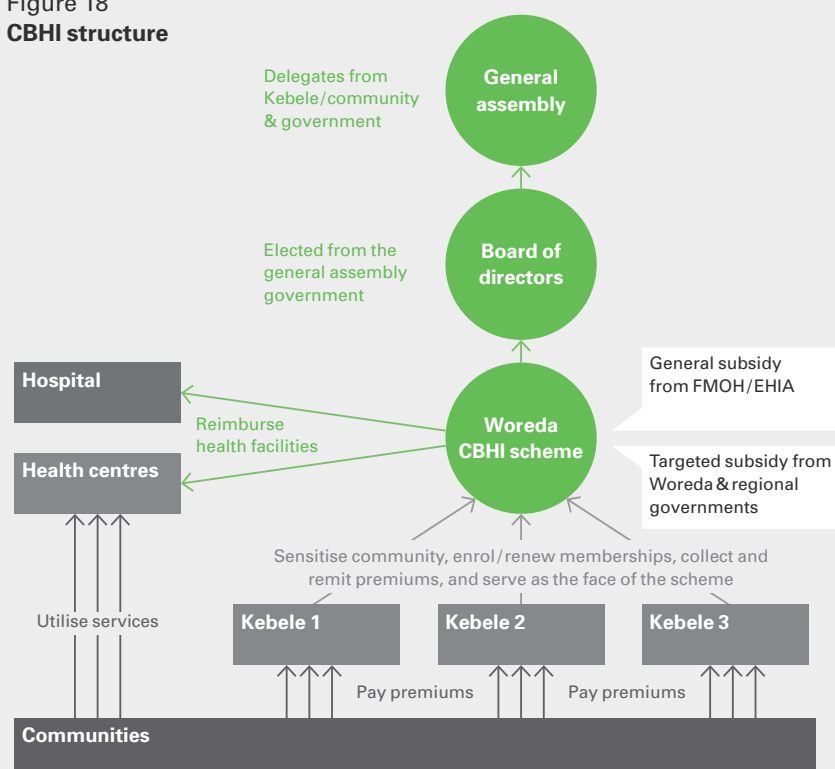 Figure 18
CBHI structure
Delegates from
Kebele/community
& government
General
assembly
Elected from the
general assembly
government
Board of
directors
Hospital
Reimburse
health facilities
Health centres
Woreda
CBHI scheme
General subsidy
from FMOH/EHIA
Targeted subsidy from
Woreda & regional
governments
Sensitise community, enrol/renew memberships, collect and
remit premiums, and serve as the face of the scheme
Utilise services
Kebele 1
Kebele 2
Kebele 3
Pay premiums
Pay premiums
Communities